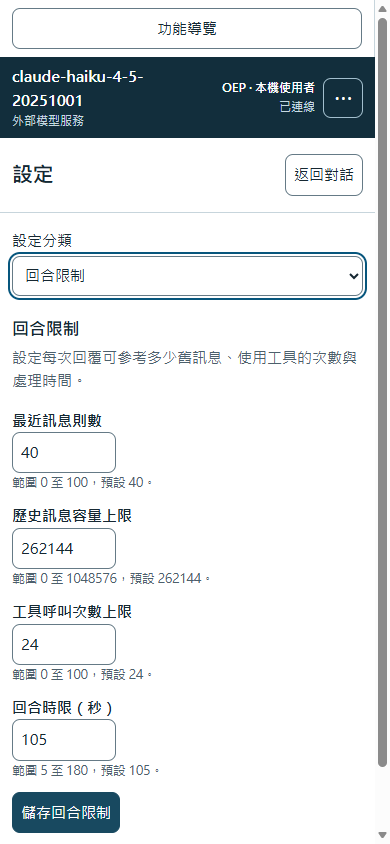 功能導覽
claude-haiku-4-5-
20251001
外部模型服務
OEP · 本機使用者
已連線
設定
返回對話
設定分類
回合限制
回合限制
設定每次回覆可參考多少舊訊息、使用工具的次數與
處理時間。
最近訊息則數
40
範圍 0 至 100，預設 40。
歷史訊息容量上限
262144
範圍 0 至 1048576，預設 262144。
工具呼叫次數上限
24
範圍 0 至 100，預設 24。
回合時限（秒）
105
範圍 5 至 180，預設 105。
儲存回合限制